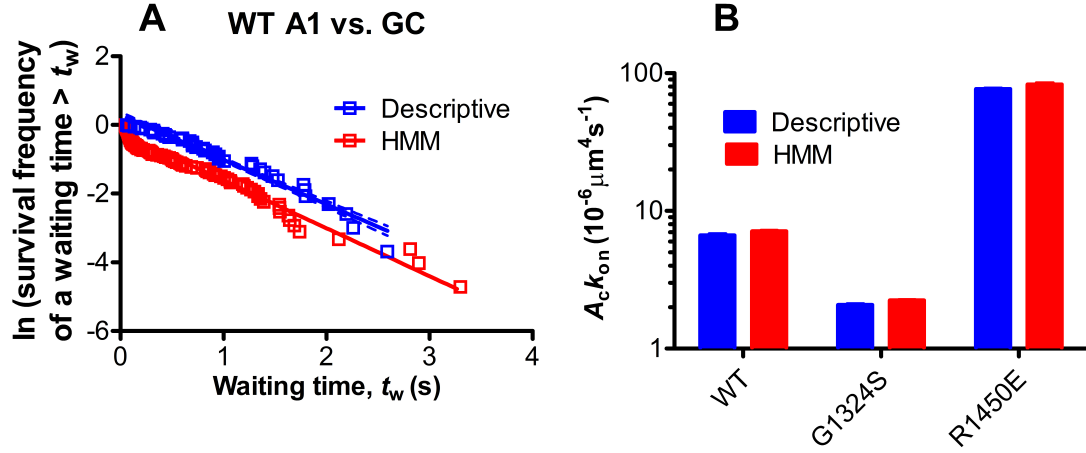 A
WT A1 vs. GC
ln (survival frequency
of a waiting time > tw)
2
0
-2
-4
-6
Descriptive
HMM
0
1
2
3
4
Waiting time, tw (s)
B
Ackon (10⁻⁶μm⁴s⁻¹)
100
10
1
Descriptive
HMM
WT
G1324S
R1450E